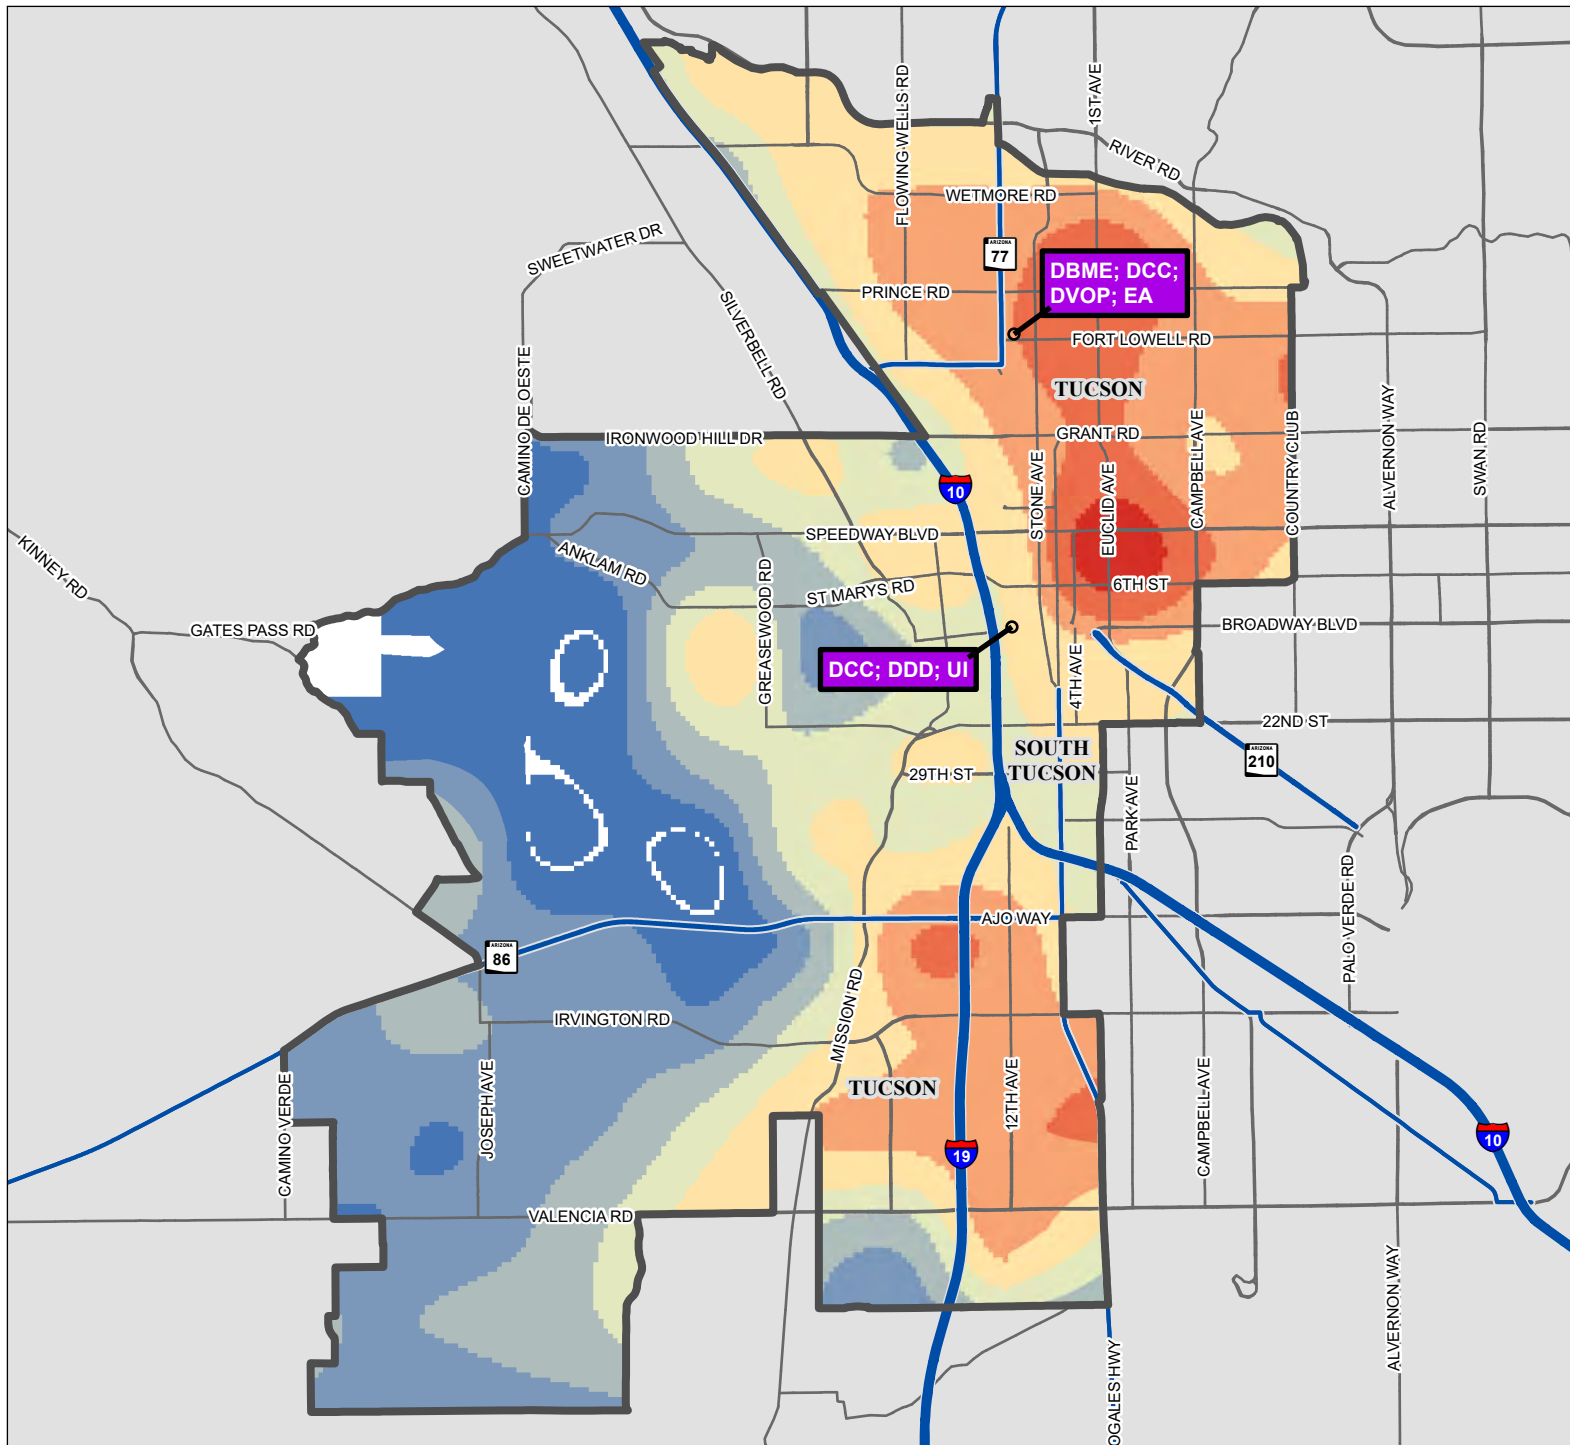 FLOWING WELLS RD
1ST AVE
RIVER RD
WETMORE RD
SWEETWATER DR
ARIZONA
77
DBME; DCC;
DVOP; EA
PRINCE RD
SILVERBELL RD
FORT LOWELL RD
TUCSON
CAMINO DE OESTE
IRONWOOD HILL DR
GRANT RD
STONE AVE
EUCLID AVE
CAMPBELL AVE
COUNTRY CLUB
ALVERNON WAY
SWAN RD
10
SPEEDWAY BLVD
ANKLAM RD
KINNEY RD
GREASEWOOD RD
ST MARYS RD
6TH ST
GATES PASS RD
BROADWAY BLVD
DCC; DDD; UI
4TH AVE
22ND ST
SOUTH
TUCSON
29TH ST
ARIZONA
210
PARK AVE
PALO VERDE RD
AJO WAY
ARIZONA
86
MISSION RD
IRVINGTON RD
TUCSON
JOSEPH AVE
12TH AVE
CAMPBELL AVE
CAMINO VERDE
19
10
VALENCIA RD
ALVERNON WAY
OGALES HWY